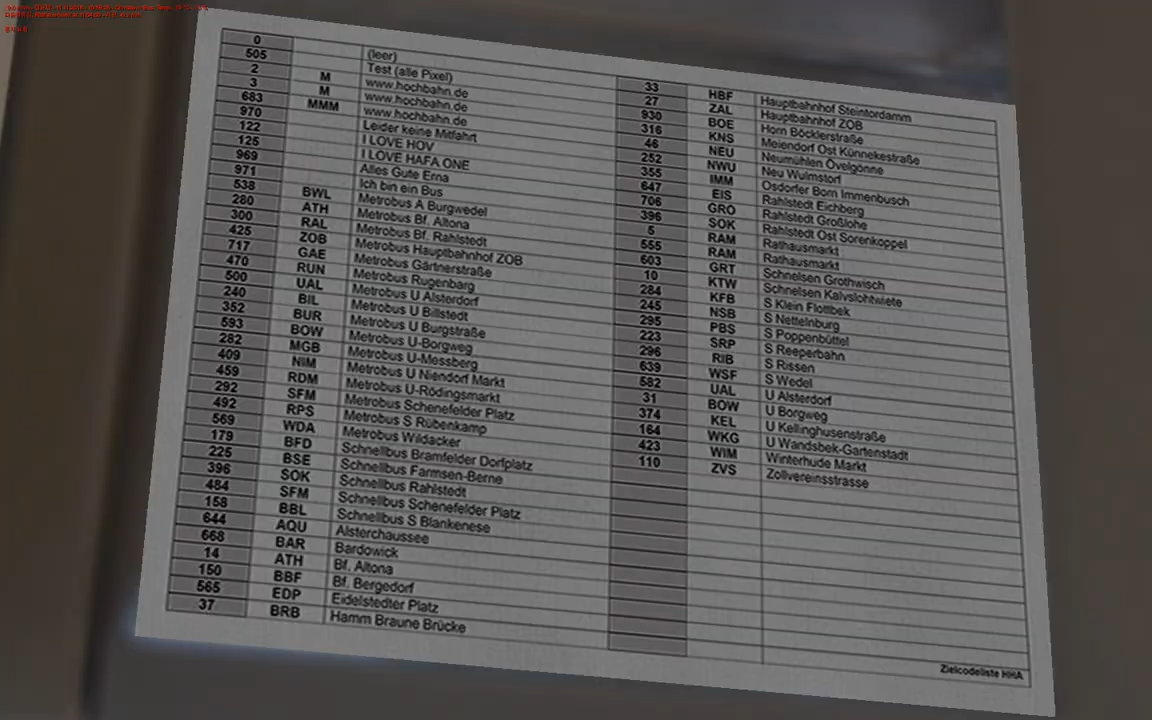 0 (leer)
505 Test (alle Pixel)
2 M www.hochbahn.de
3 M www.hochbahn.de
683 MMM www.hochbahn.de
970 Leider keine Mitfahrt
122 I LOVE HOV
125 I LOVE HAFA ONE
969 Alles Gute Erna
971 Ich bin ein Bus
538 BWL Metrobus A Burgwedel
280 ATH Metrobus Bf. Altona
300 RAL Metrobus Bf. Rahlstedt
425 ZOB Metrobus Hauptbahnhof ZOB
717 GAE Metrobus Gärtnerstraße
470 RUN Metrobus Rugenbarg
500 UAL Metrobus U Alsterdorf
240 BIL Metrobus U Billstedt
352 BUR Metrobus U Burgstraße
593 BOW Metrobus U-Borgweg
282 MGB Metrobus U-Messberg
409 NIM Metrobus U Niendorf Markt
459 RDM Metrobus U-Rödingsmarkt
292 SFM Metrobus Schenefelder Platz
492 RPS Metrobus S Rübenkamp
569 WDA Metrobus Wildacker
179 BFD Schnellbus Bramfelder Dorfplatz
225 BSE Schnellbus Farmsen-Berne
396 SOK Schnellbus Rahlstedt
484 SFM Schnellbus Schenefelder Platz
158 BBL Schnellbus S Blankenese
644 AQU Alsterchaussee
668 BAR Bardowick
14 ATH Bf. Altona
150 BBF Bf. Bergedorf
565 EDP Eidelstedter Platz
37 BRB Hamm Braune Brücke
33 HBF Hauptbahnhof Steintordamm
27 ZAL Hauptbahnhof ZOB
930 BOE Horn Böcklerstraße
316 KNS Meiendorf Ost Künnekestraße
46 NEU Neumühlen Övelgönne
252 NWU Neu Wulmstorf
355 IMM Osdorfer Born Immenbusch
647 EIS Rahlstedt Eichberg
706 GRO Rahlstedt Großlohe
396 SOK Rahlstedt Ost Sorenkoppel
5 RAM Rathausmarkt
555 RAM Rathausmarkt
603 GRT Schnelsen Grothwisch
10 KTW Schnelsen Kalvslohtwiete
284 KFB S Klein Flottbek
245 NSB S Nettelnburg
295 PBS S Poppenbüttel
223 SRP S Reeperbahn
296 RIB S Rissen
639 WSF S Wedel
582 UAL U Alsterdorf
31 BOW U Borgweg
374 KEL U Kellinghusenstraße
164 WKG U Wandsbek-Gartenstadt
423 WIM Winterhude Markt
110 ZVS Zollvereinsstrasse
Zielcodeliste HHA